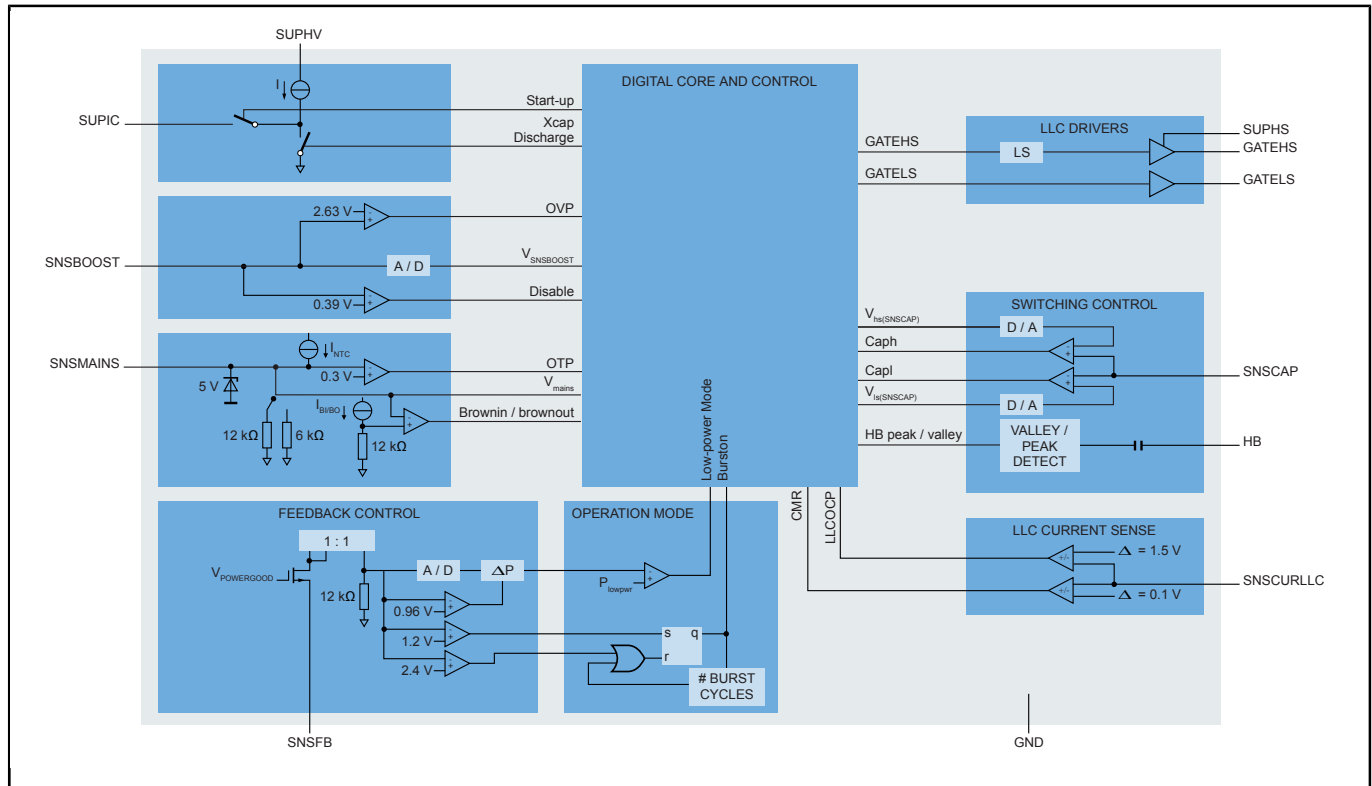 SUPHV
I
SUPIC
Start-up
Xcap
Discharge
DIGITAL CORE AND CONTROL
LLC DRIVERS
GATEHS
LS
GATELS
SUPHS
GATEHS
GATELS
2.63 V
-
+
OVP
SNSBOOST
A / D
VSNSBOOST
-
+
0.39 V
Disable
SNSMAINS
INTC
-
+
0.3 V
OTP
Vmains
5 V
IBI/BO
-
+
Brownin / brownout
12 kΩ
6 kΩ
12 kΩ
SWITCHING CONTROL
Vhs(SNSCAP)
D / A
Caph
-
+
Capl
-
+
SNSCAP
Vls(SNSCAP)
D / A
HB peak / valley
VALLEY /
PEAK
DETECT
HB
Low-power Mode
Burston
CMR
LLCOCP
FEEDBACK CONTROL
1 : 1
VPOWERGOOD
12 kΩ
A / D
ΔP
0.96 V
-
+
1.2 V
-
+
2.4 V
-
+
SNSFB
OPERATION MODE
Plowpwr
-
+
s
q
r
# BURST
CYCLES
LLC CURRENT SENSE
+/-
Δ = 1.5 V
+/-
Δ = 0.1 V
SNSCURLLC
GND